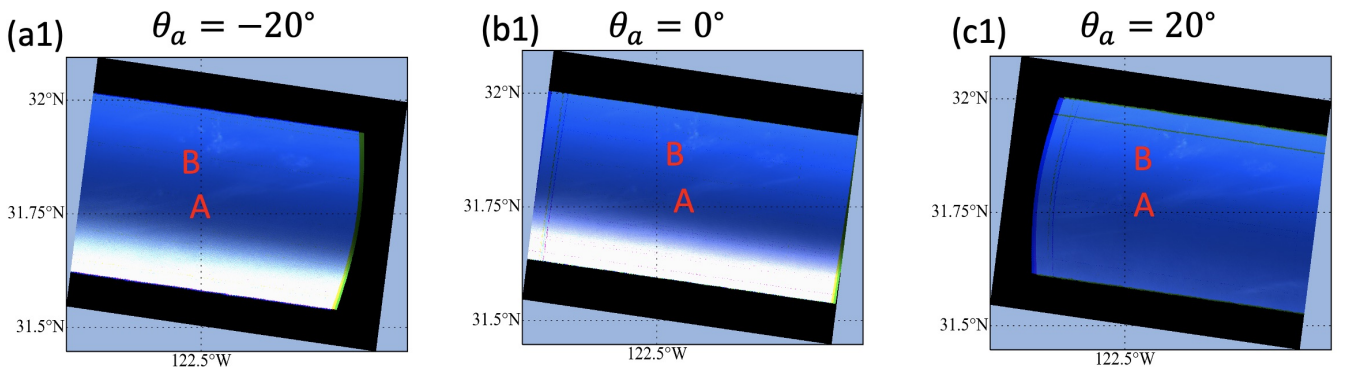 (a1) θₐ = −20°
(b1) θₐ = 0°
(c1) θₐ = 20°
32°N
B
A
31.75°N
31.5°N
122.5°W
32°N
B
A
31.75°N
31.5°N
122.5°W
32°N
B
A
31.75°N
31.5°N
122.5°W